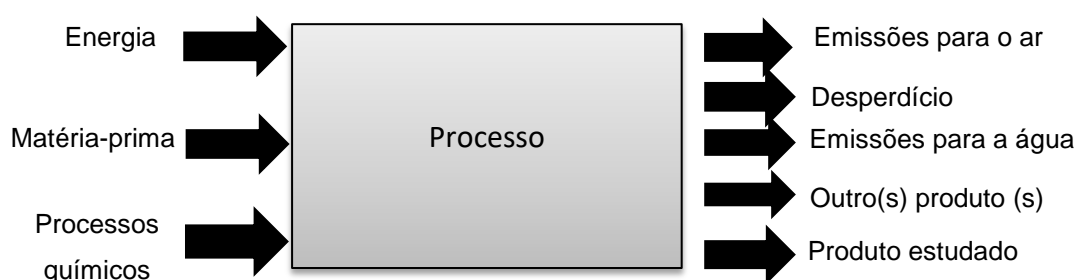 Energia
Matéria-prima
Processos
químicos
Processo
Emissões para o ar
Desperdício
Emissões para a água
Outro(s) produto (s)
Produto estudado